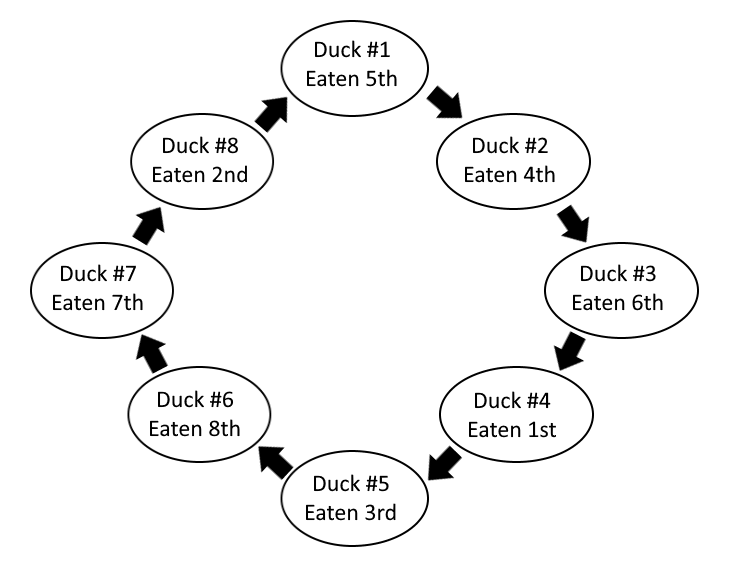 Duck #1
Eaten 5th
Duck #2
Eaten 4th
Duck #3
Eaten 6th
Duck #4
Eaten 1st
Duck #5
Eaten 3rd
Duck #6
Eaten 8th
Duck #7
Eaten 7th
Duck #8
Eaten 2nd